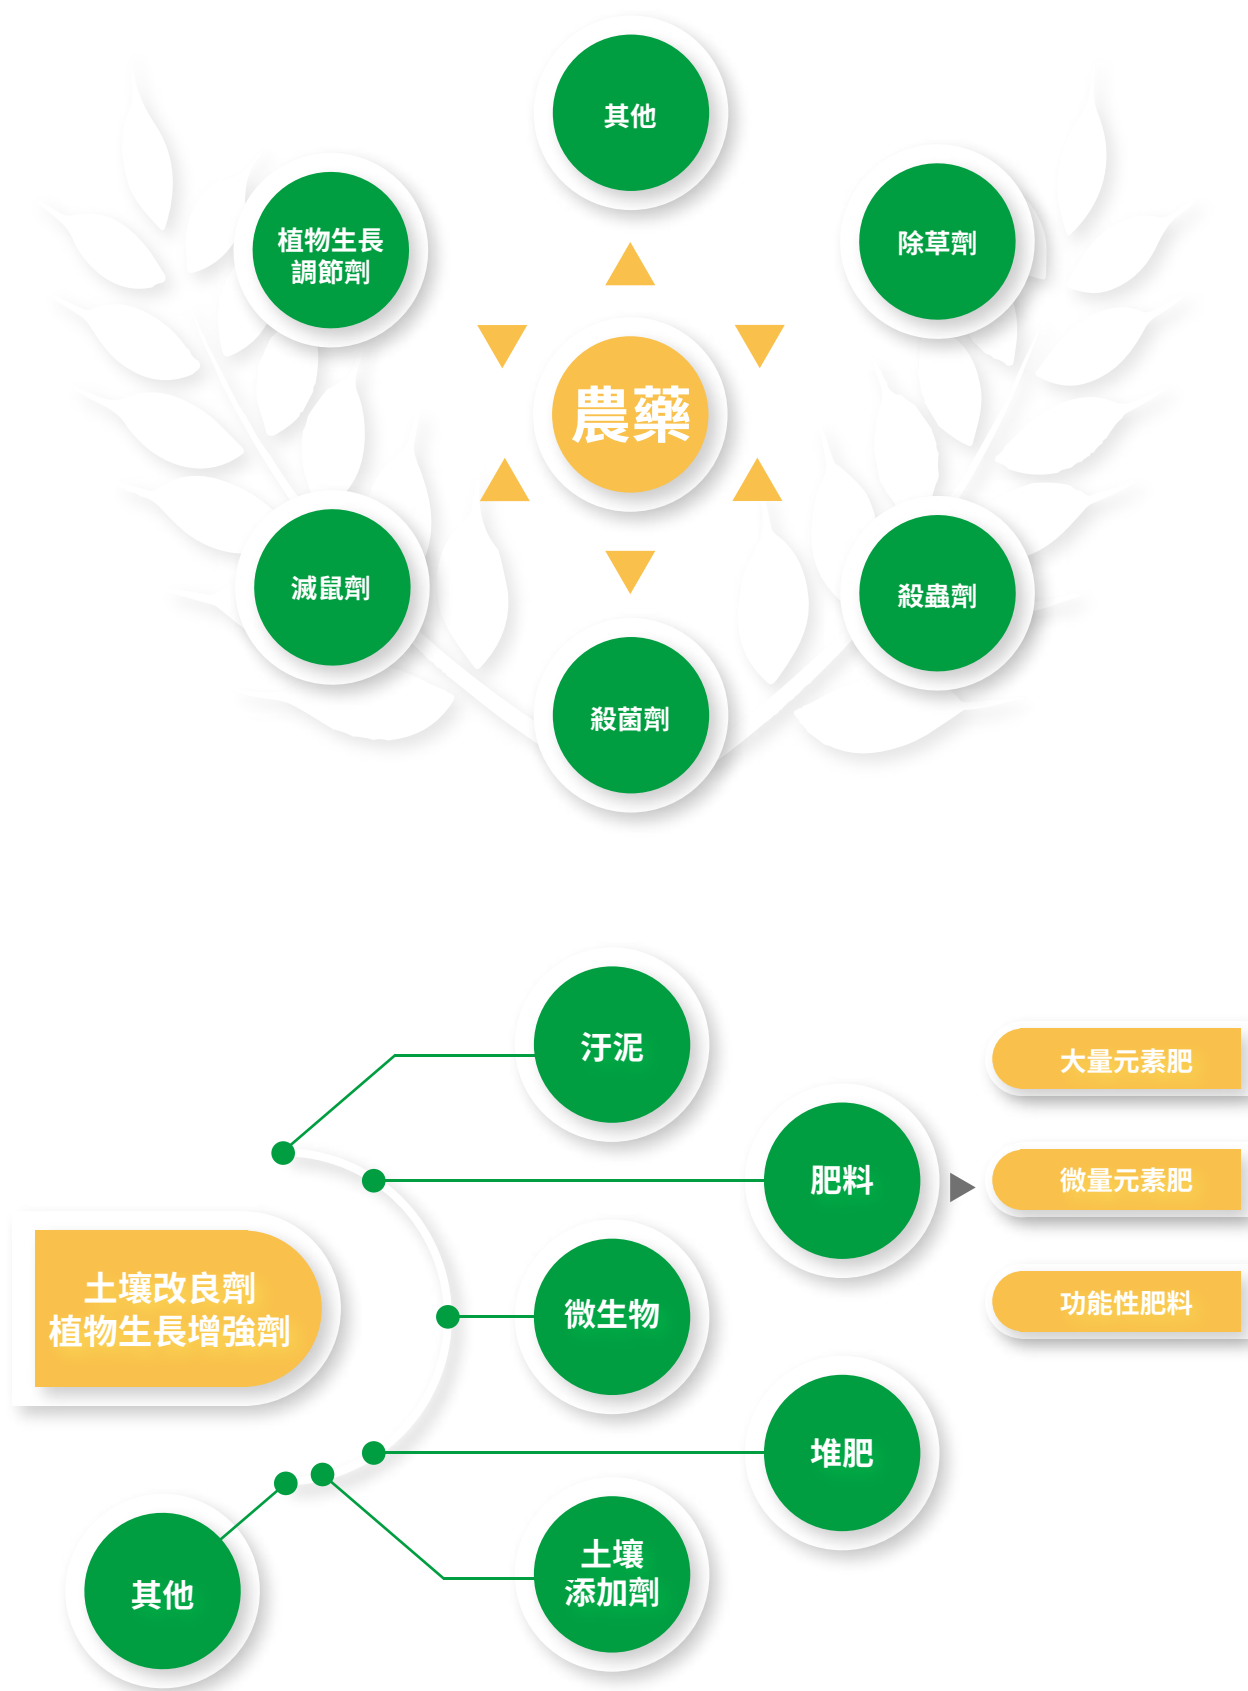 其他
植物生長
調節劑
除草劑
農藥
滅鼠劑
殺蟲劑
殺菌劑
汙泥
肥料
大量元素肥
微量元素肥
功能性肥料
土壤改良劑
植物生長增強劑
微生物
堆肥
土壤
添加劑
其他